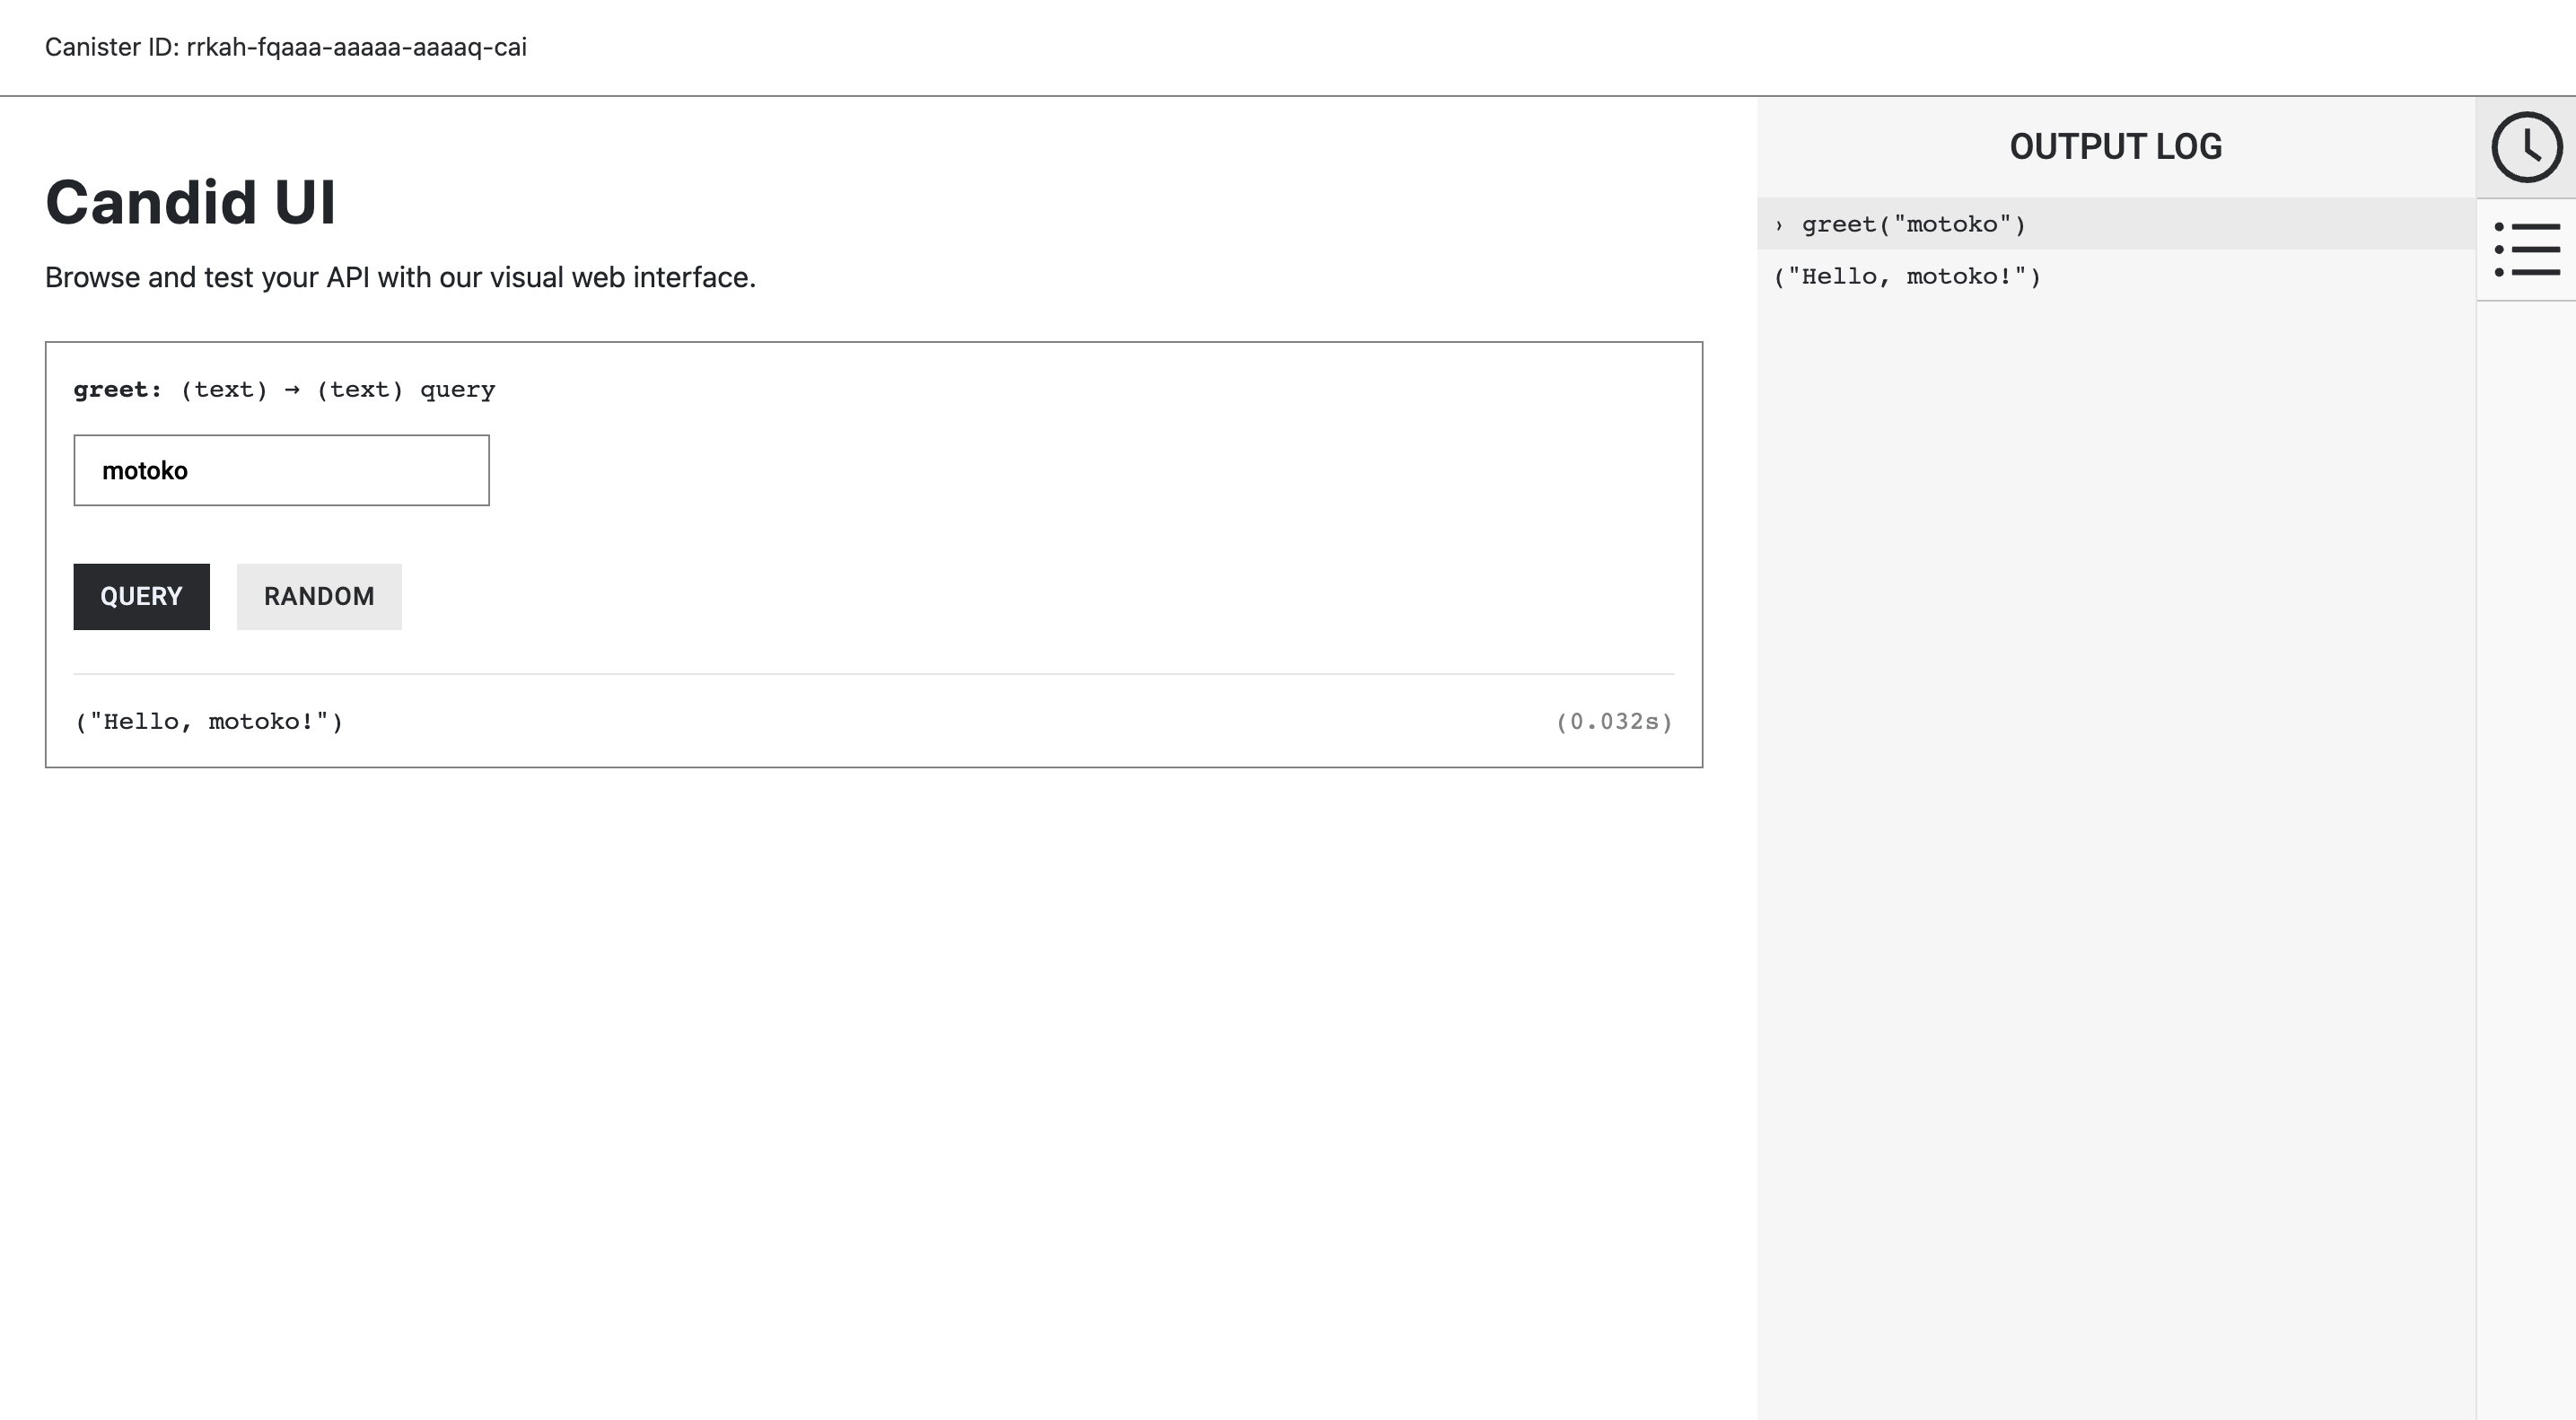 Canister ID: rrkah-fqaaa-aaaaa-aaaaq-cai
Candid UI
Browse and test your API with our visual web interface.
greet: (text) → (text) query
motoko
QUERY
RANDOM
("Hello, motoko!")
(0.032s)
OUTPUT LOG
› greet("motoko")
("Hello, motoko!")